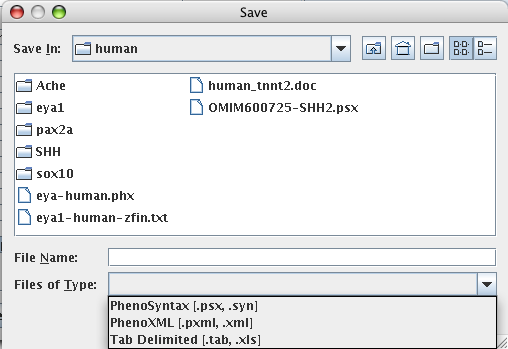 Save
Save In: human
Ache human_tnnt2.doc
eya1 OMIM600725-SHH2.psx
pax2a
SHH
sox10
eya-human.phx
eya1-human-zfin.txt
File Name:
Files of Type:
PhenoSyntax [.psx, .syn]
PhenoXML [.pxml, .xml]
Tab Delimited [.tab, .xls]